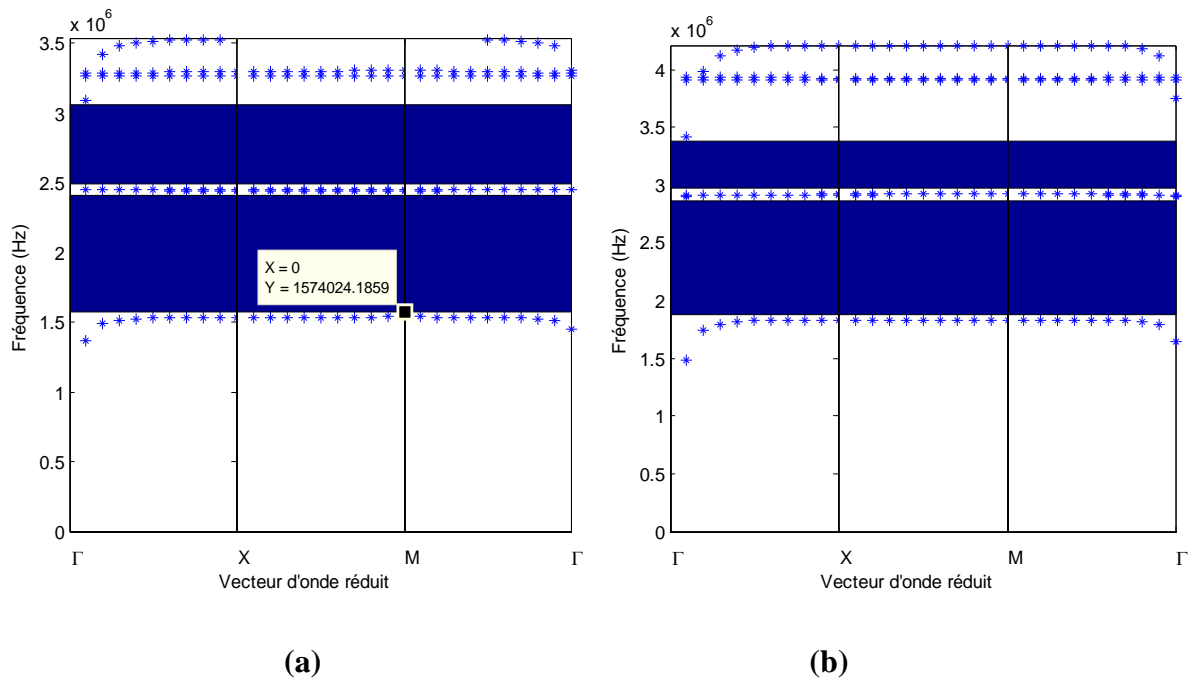 x 10^6
3.5
3
2.5
2
1.5
1
0.5
0
Fréquence (Hz)
X = 0
Y = 1574024.1859
Γ X M Γ
Vecteur d'onde réduit
(a)
x 10^6
4
3.5
3
2.5
2
1.5
1
0.5
0
Fréquence (Hz)
Γ X M Γ
Vecteur d'onde réduit
(b)